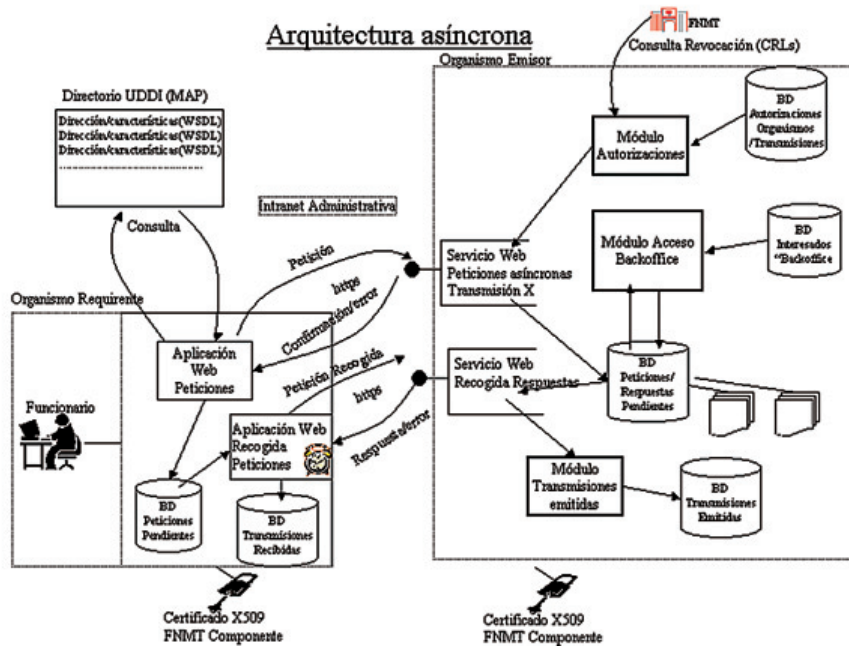 Arquitectura asíncrona
FNMT
Consulta Revocación (CRLs)
Organismo Emisor
Directorio UDDI (MAP)
Dirección/características(WSDL)
Dirección/características(WSDL)
Dirección/características(WSDL)
Consulta
Intranet Administrativa
BD
Autorizaciones
Organismos
/Transmisiones
Módulo
Autorizaciones
Petición
https
Confirmación/error
Servicio Web
Peticiones asíncronas
Transmisión X
Módulo Acceso
Backoffice
BD
Interesados
"Backoffice
Organismo Requirente
Aplicación
Web
Peticiones
Petición Recogida
https
Respuesta/error
Servicio Web
Recogida Respuestas
BD
Peticiones/
Respuestas
Pendientes
Funcionario
Aplicación Web
Recogida
Peticiones
BD
Peticiones
Pendientes
BD
Transmisiones
Recibidas
Módulo
Transmisiones
emitidas
BD
Transmisiones
Emitidas
Certificado X509
FNMT Componente
Certificado X509
FNMT Componente